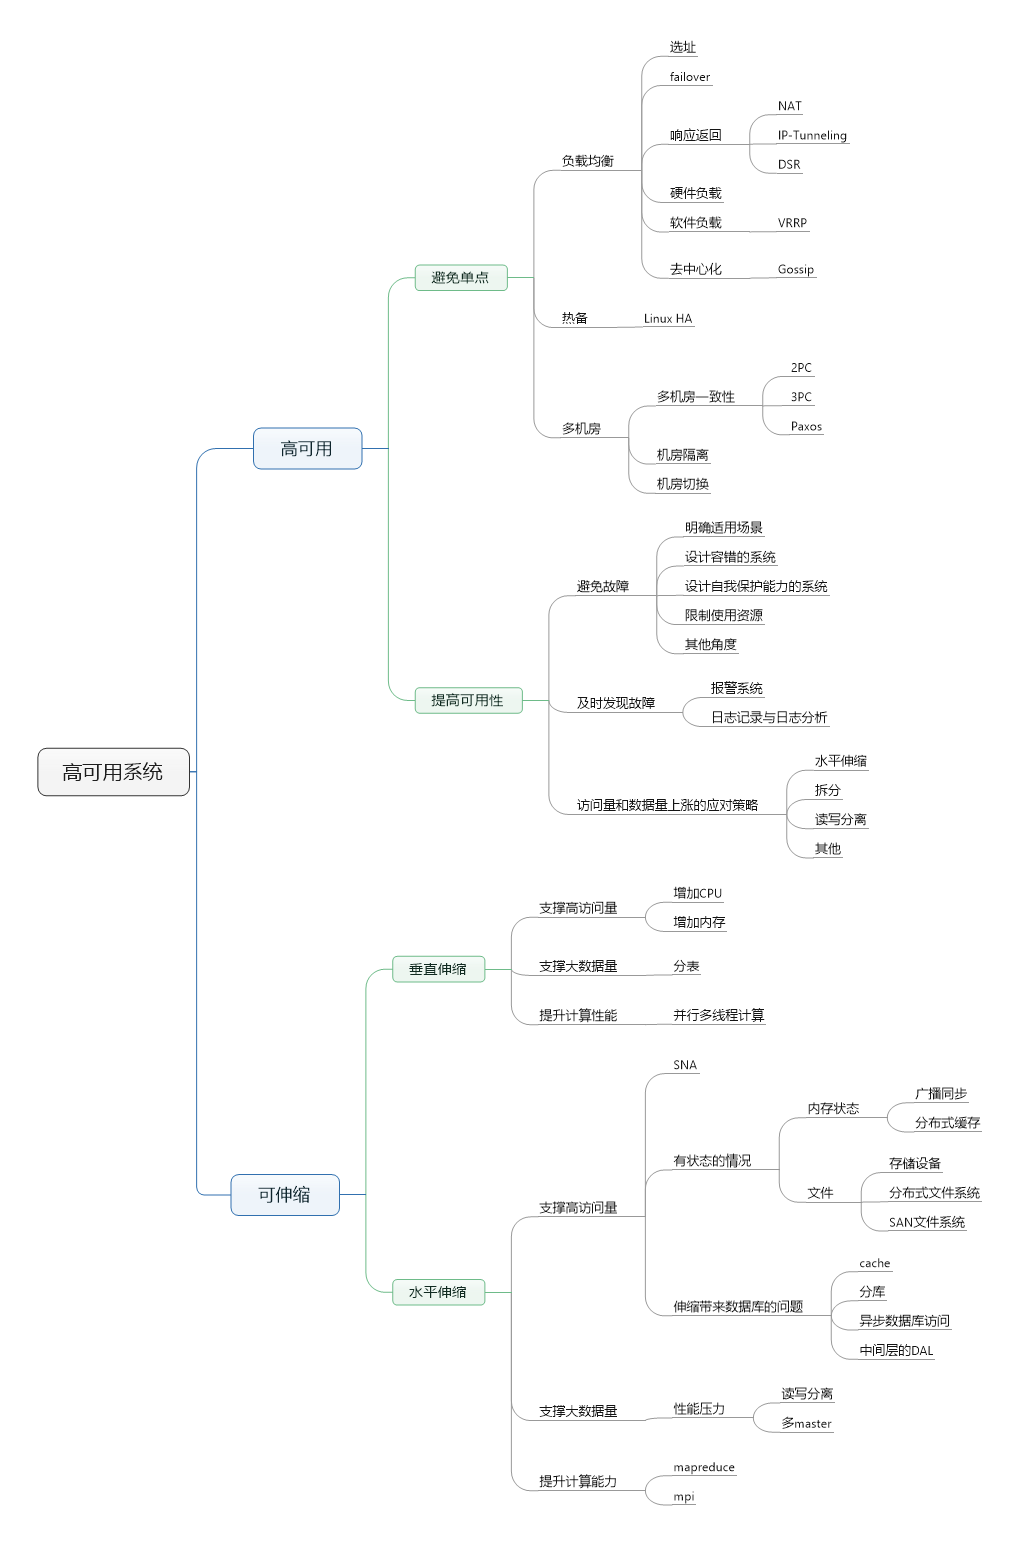 高可用系统
高可用
避免单点
负载均衡
选址
failover
响应返回
NAT
IP-Tunneling
DSR
硬件负载
软件负载
VRRP
去中心化
Gossip
热备
Linux HA
多机房
多机房一致性
2PC
3PC
Paxos
机房隔离
机房切换
提高可用性
避免故障
明确适用场景
设计容错的系统
设计自我保护能力的系统
限制使用资源
其他角度
及时发现故障
报警系统
日志记录与日志分析
访问量和数据量上涨的应对策略
水平伸缩
拆分
读写分离
其他
可伸缩
垂直伸缩
支撑高访问量
增加CPU
增加内存
支撑大数据量
分表
提升计算性能
并行多线程计算
水平伸缩
支撑高访问量
SNA
有状态的情况
内存状态
广播同步
分布式缓存
文件
存储设备
分布式文件系统
SAN文件系统
伸缩带来数据库的问题
cache
分库
异步数据库访问
中间层的DAL
支撑大数据量
性能压力
读写分离
多master
提升计算能力
mapreduce
mpi